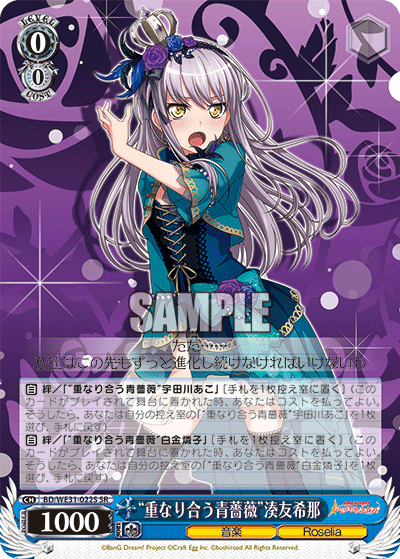 LEVEL
0
0
COST
SAMPLE
ただ…
私達はこの先もずっと進化し続けなければいけないわ
自 絆/「“重なり合う青薔薇”宇田川あこ」[手札を1枚控え室に置く](この
カードがプレイされて舞台に置かれた時、あなたはコストを払ってよい。
そうしたら、あなたは自分の控え室の「“重なり合う青薔薇”宇田川あこ」を1枚
選び、手札に戻す)
自 絆/「“重なり合う青薔薇”白金燐子」[手札を1枚控え室に置く](この
カードがプレイされて舞台に置かれた時、あなたはコストを払ってよい。
そうしたら、あなたは自分の控え室の「“重なり合う青薔薇”白金燐子」を1枚選
び、手札に戻す)
CH BD/WE31-022S SR
POWER
1000
“重なり合う青薔薇”湊友希那
音楽
Roselia
©BanG Dream! Project ©Craft Egg Inc. ©bushiroad All Rights Reserved.